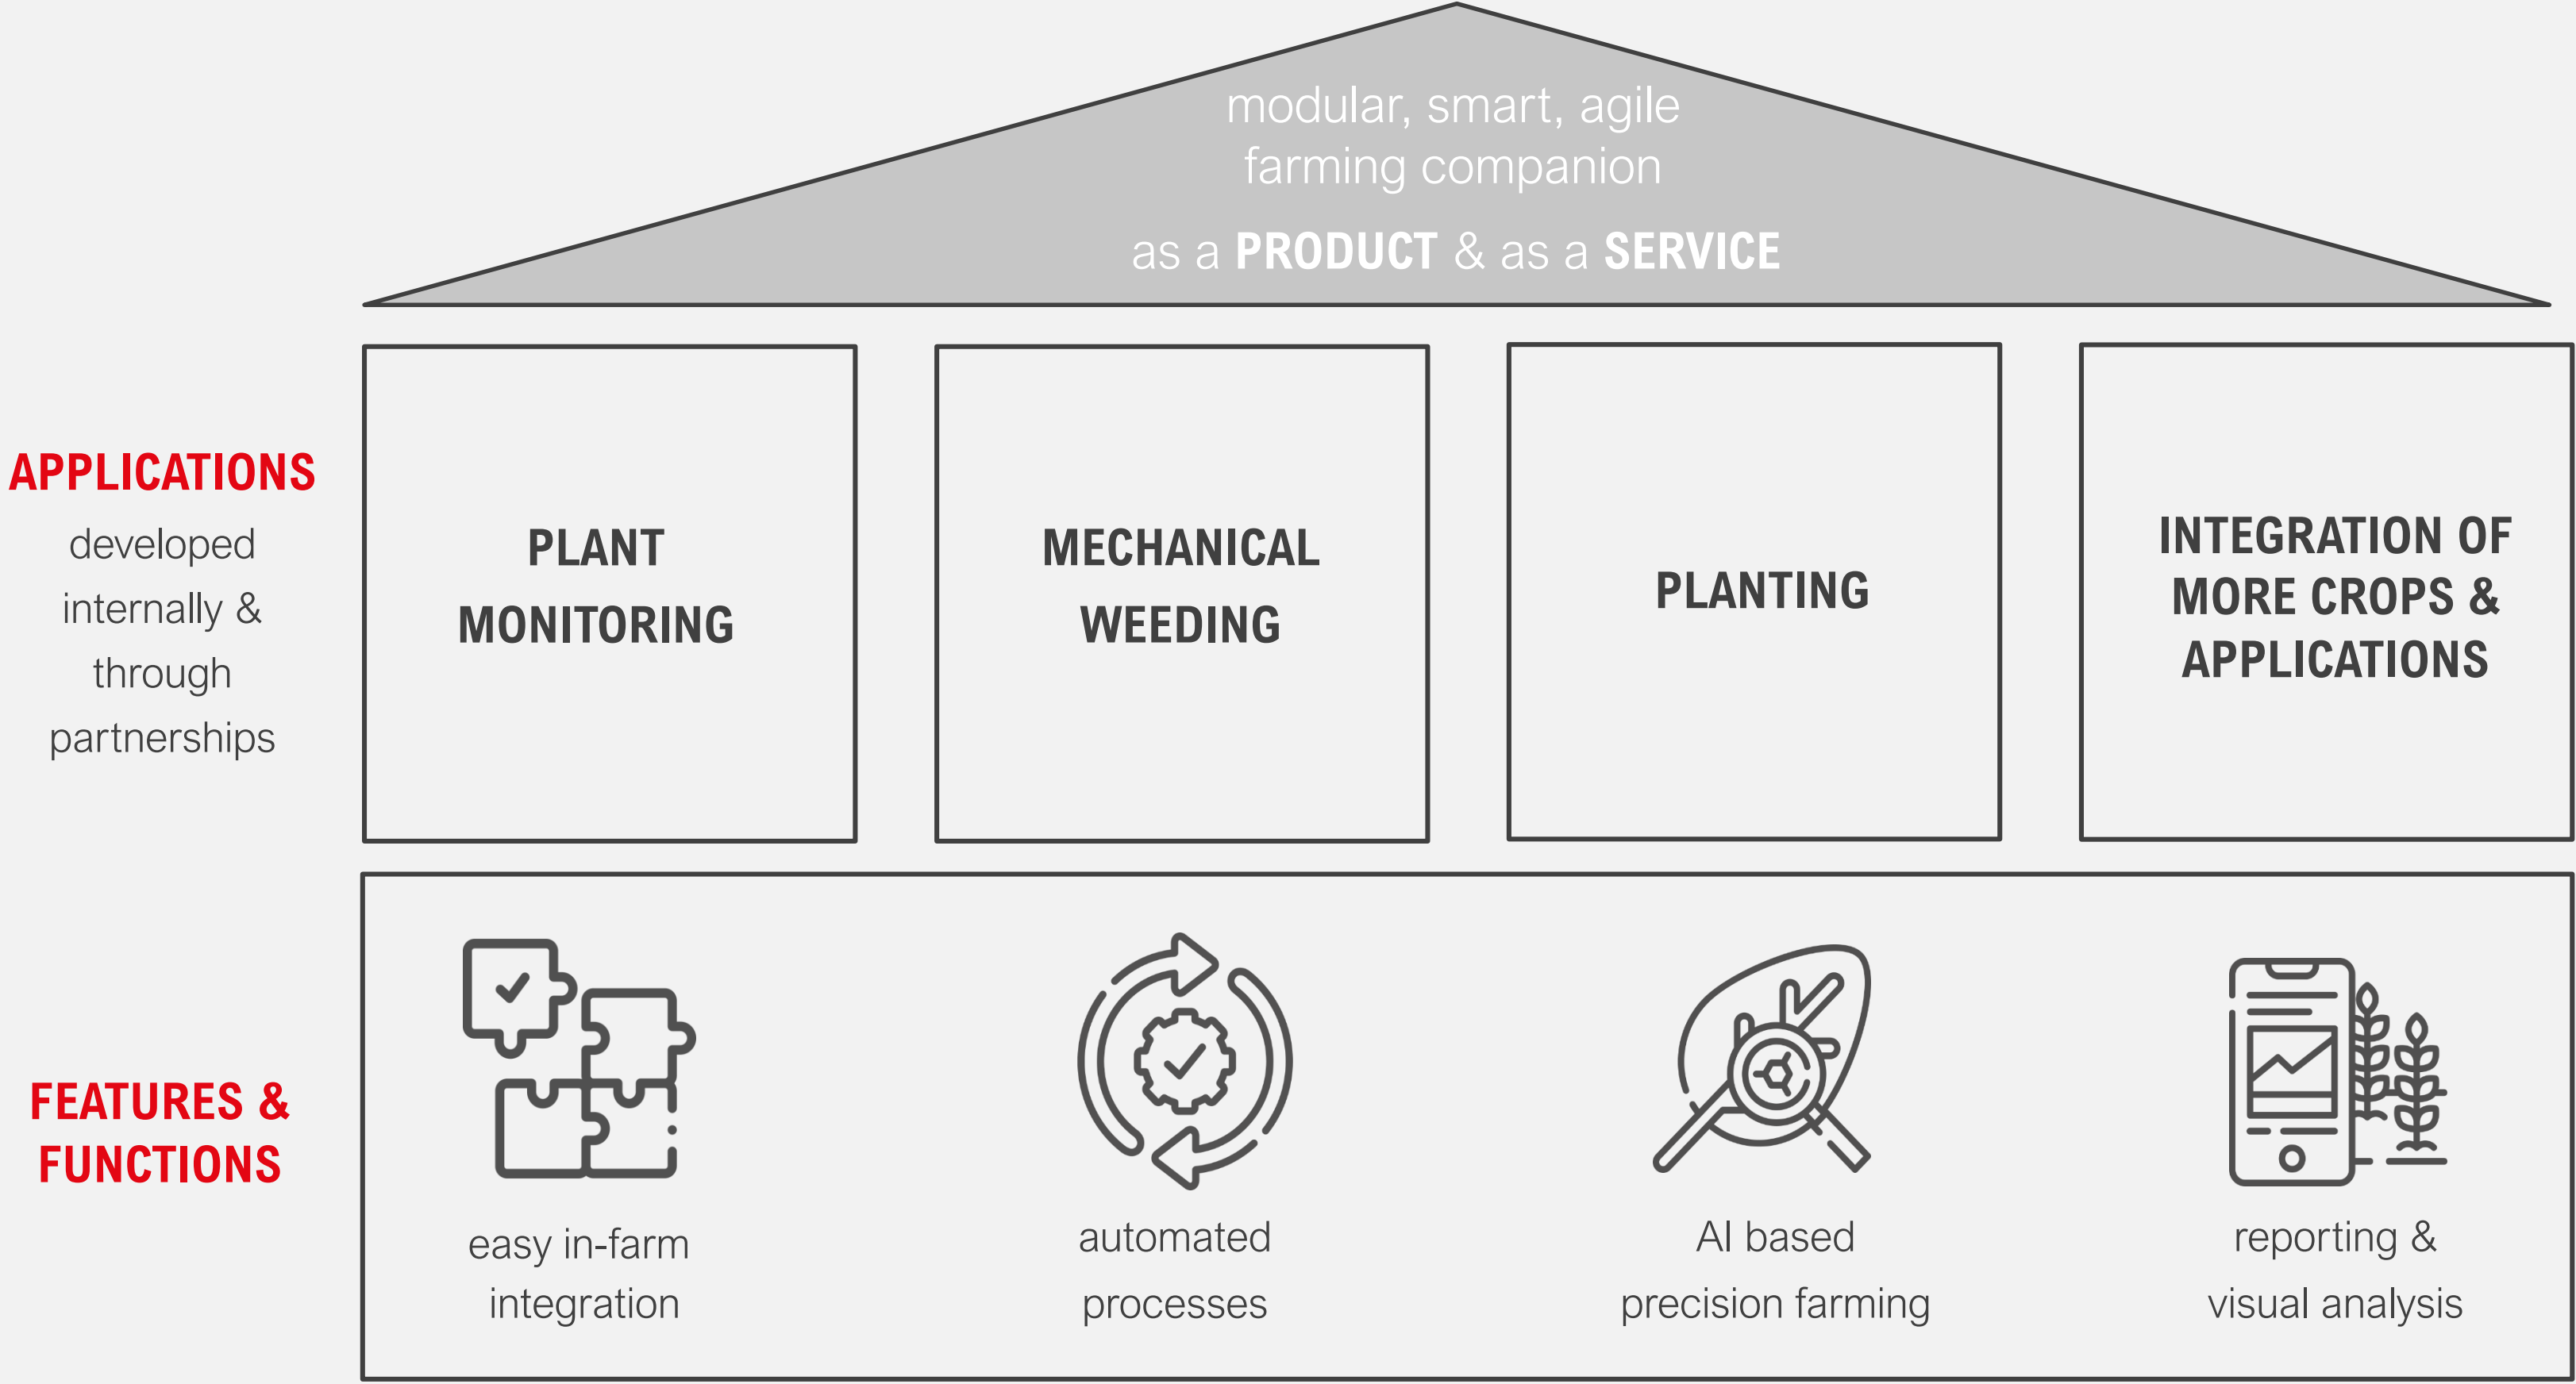 modular, smart, agile
farming companion
as a PRODUCT & as a SERVICE
APPLICATIONS
developed
internally &
through
partnerships
PLANT
MONITORING
MECHANICAL
WEEDING
PLANTING
INTEGRATION OF
MORE CROPS &
APPLICATIONS
FEATURES &
FUNCTIONS
easy in-farm
integration
automated
processes
AI based
precision farming
reporting &
visual analysis